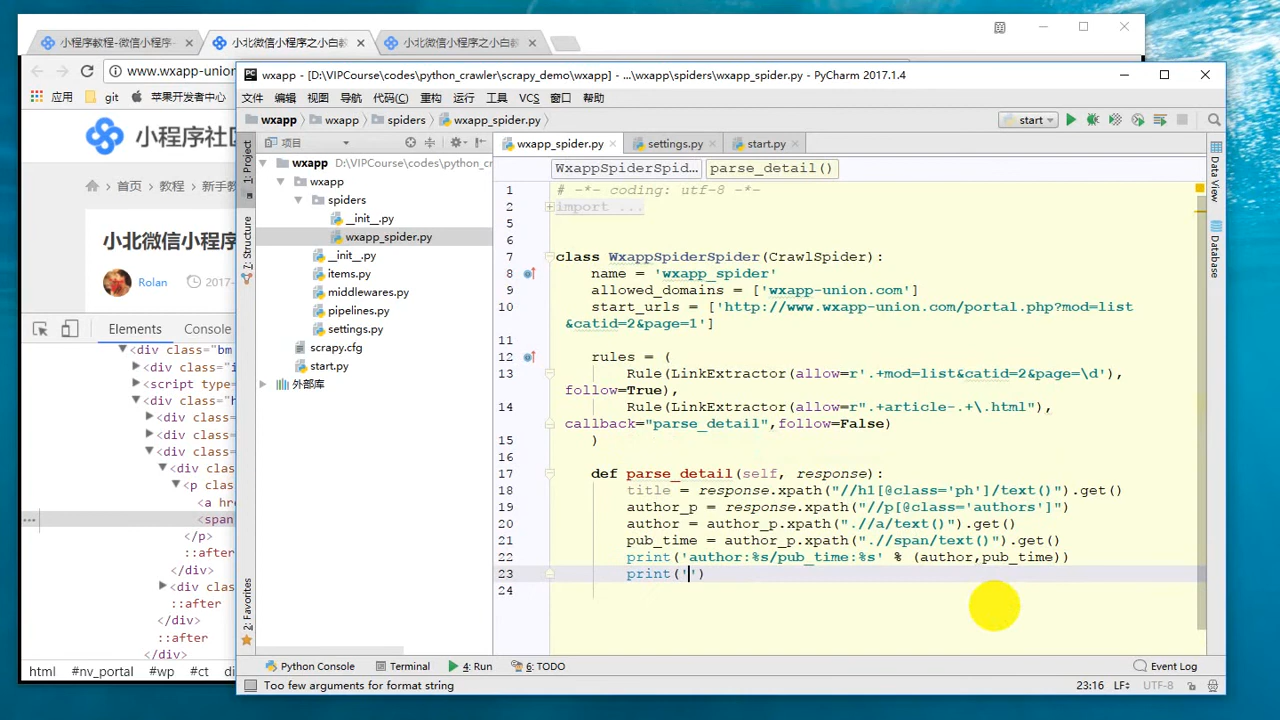 小程序教程-微信小程序-
小北微信小程序之小白教
小北微信小程序之小白教
www.wxapp-union
应用
git
苹果开发者中心
小程序社区
首页
教程
新手教
小北微信小程序
Rolan
2017-
Elements
Console
<div class="bm
<div class="i
<script type=
<div class="h
<div clas
<div clas
<div clas
<div clas
<p class
<a hre
<span
</p>
</div>
::after
</div>
::after
</div>
html
#nv_portal
#wp
#ct
wxapp - [D:\VIPCourse\codes\python_crawler\scrapy_demo\wxapp] - ...\wxapp\spiders\wxapp_spider.py - PyCharm 2017.1.4
文件 编辑 视图 导航 代码(C) 重构 运行 工具 VCS 窗口 帮助
wxapp wxapp spiders wxapp_spider.py
start
1: Project
7: Structure
2: Favorites
项目
wxapp D:\VIPCourse\codes\python_cr
wxapp
spiders
__init__.py
wxapp_spider.py
__init__.py
items.py
middlewares.py
pipelines.py
settings.py
scrapy.cfg
start.py
外部库
wxapp_spider.py settings.py start.py
WxappSpiderSpid... parse_detail()
1 # -*- coding: utf-8 -*-
2 import ...
5
6
7 class WxappSpiderSpider(CrawlSpider):
8 name = 'wxapp_spider'
9 allowed_domains = ['wxapp-union.com']
10 start_urls = ['http://www.wxapp-union.com/portal.php?mod=list
&catid=2&page=1']
11
12 rules = (
13 Rule(LinkExtractor(allow=r'.+mod=list&catid=2&page=\d'),
follow=True),
14 Rule(LinkExtractor(allow=r".+article-.+\.html"),
callback="parse_detail",follow=False)
15 )
16
17 def parse_detail(self, response):
18 title = response.xpath("//h1[@class='ph']/text()").get()
19 author_p = response.xpath("//p[@class='authors']")
20 author = author_p.xpath(".//a/text()").get()
21 pub_time = author_p.xpath(".//span/text()").get()
22 print('author:%s/pub_time:%s' % (author,pub_time))
23 print('')
24
Data View
Database
Python Console
Terminal
4: Run
6: TODO
Event Log
Too few arguments for format string
23:16 LF÷ UTF-8